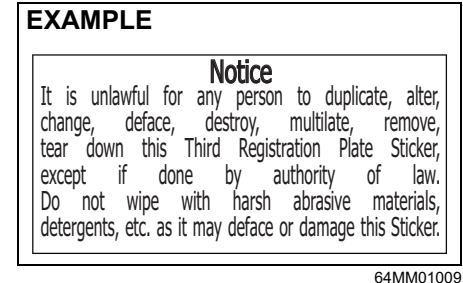 EXAMPLE
Notice
It is unlawful for any person to duplicate, alter,
change, deface, destroy, multilate, remove,
tear down this Third Registration Plate Sticker,
except if done by authority of law.
Do not wipe with harsh abrasive materials,
detergents, etc. as it may deface or damage this Sticker.
64MM01009